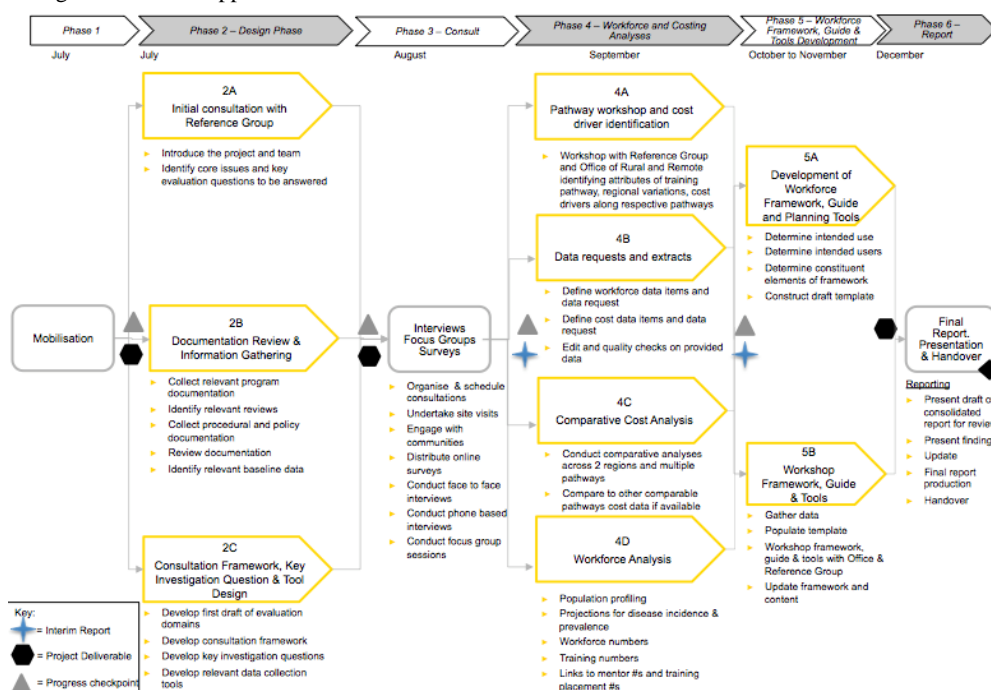 Phase 1
Phase 2 – Design Phase
Phase 3 – Consult
Phase 4 – Workforce and Costing
Analyses
Phase 5 – Workforce
Framework, Guide &
Tools Development
Phase 6 –
Report
July
July
August
September
October to November
December
Mobilisation
2A
Initial consultation with
Reference Group
Introduce the project and team
Identify core issues and key
evaluation questions to be answered
2B
Documentation Review &
Information Gathering
Collect relevant program
documentation
Identify relevant reviews
Collect procedural and policy
documentation
Review documentation
Identify relevant baseline data
2C
Consultation Framework, Key
Investigation Question & Tool
Design
Develop first draft of evaluation
domains
Develop consultation framework
Develop key investigation questions
Develop relevant data collection
tools
Interviews
Focus Groups
Surveys
Organise & schedule
consultations
Undertake site visits
Engage with
communities
Distribute online
surveys
Conduct face to face
interviews
Conduct phone based
interviews
Conduct focus group
sessions
4A
Pathway workshop and cost
driver identification
Workshop with Reference Group
and Office of Rural and Remote
identifying attributes of training
pathway, regional variations, cost
drivers along respective pathways
4B
Data requests and extracts
Define workforce data items and
data request
Define cost data items and data
request
Edit and quality checks on provided
data
4C
Comparative Cost Analysis
Conduct comparative analyses
across 2 regions and multiple
pathways
Compare to other comparable
pathways cost data if available
4D
Workforce Analysis
Population profiling
Projections for disease incidence &
prevalence
Workforce numbers
Training numbers
Links to mentor #s and training
placement #s
5A
Development of
Workforce
Framework, Guide
and Planning Tools
Determine intended use
Determine intended users
Determine constituent
elements of framework
Construct draft template
5B
Workshop
Framework, Guide
& Tools
Gather data
Populate template
Workshop framework,
guide & tools with Office &
Reference Group
Update framework and
content
Final
Report.
Presentation
& Handover
Reporting
Present draft
consolidated
report for
Present
Update
Final report
production
Handover
Key:
= Interim Report
= Project Deliverable
= Progress checkpoint